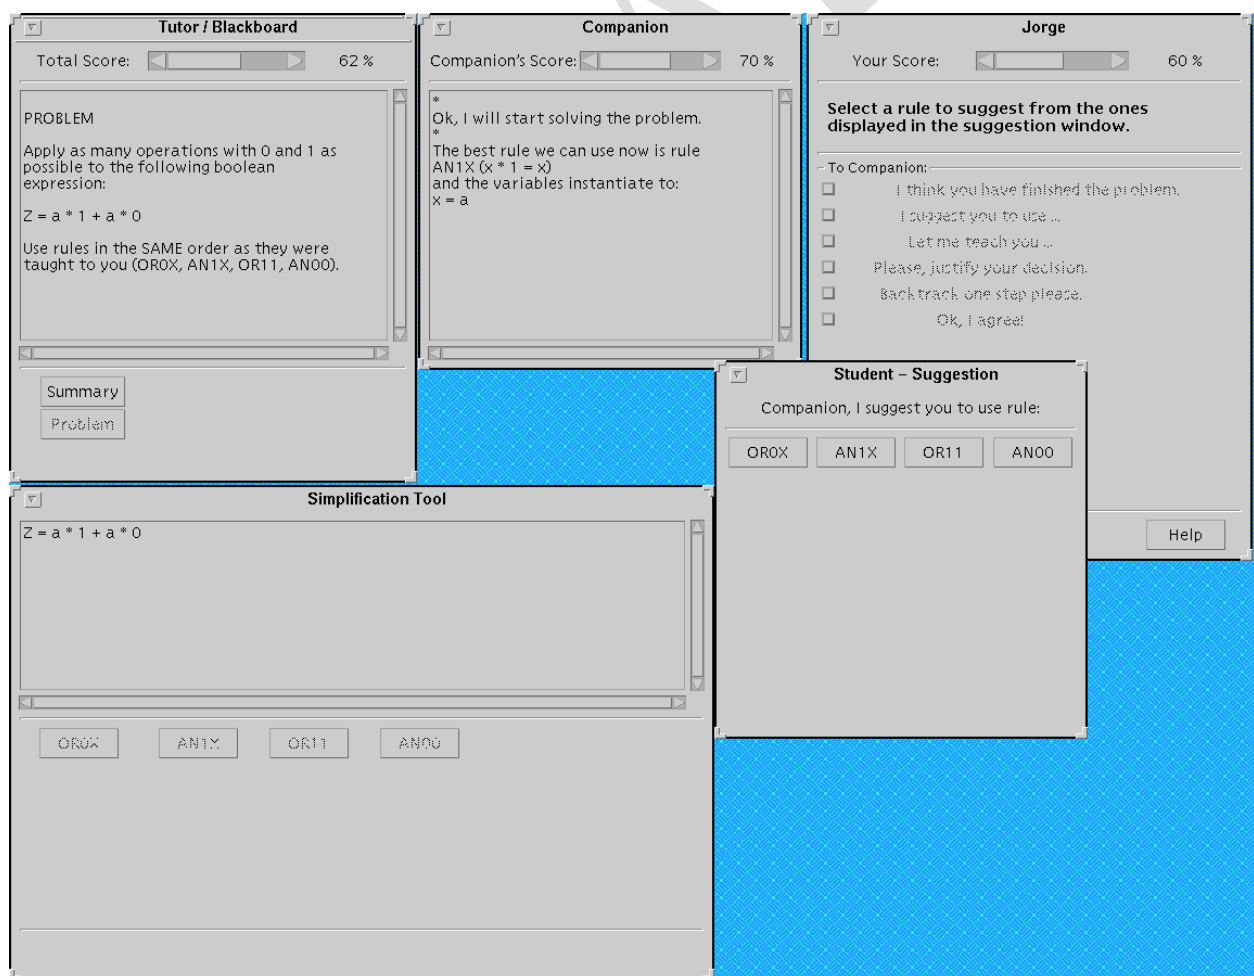 Tutor / Blackboard
Total Score:
62 %
PROBLEM
Apply as many operations with 0 and 1 as
possible to the following boolean
expression:
Z = a * 1 + a * 0
Use rules in the SAME order as they were
taught to you (OR0X, AN1X, OR11, AN00).
Summary
Problem
Companion
Companion's Score:
70 %
*
Ok, I will start solving the problem.
*
The best rule we can use now is rule
AN1X (x * 1 = x)
and the variables instantiate to:
x = a
Jorge
Your Score:
60 %
Select a rule to suggest from the ones
displayed in the suggestion window.
To Companion:
I think you have finished the problem.
I suggest you to use ...
Let me teach you ...
Please, justify your decision.
Backtrack one step please.
Ok, I agree!
Help
Student – Suggestion
Companion, I suggest you to use rule:
OR0X AN1X OR11 AN00
Simplification Tool
Z = a * 1 + a * 0
OR0X AN1X OR11 AN00